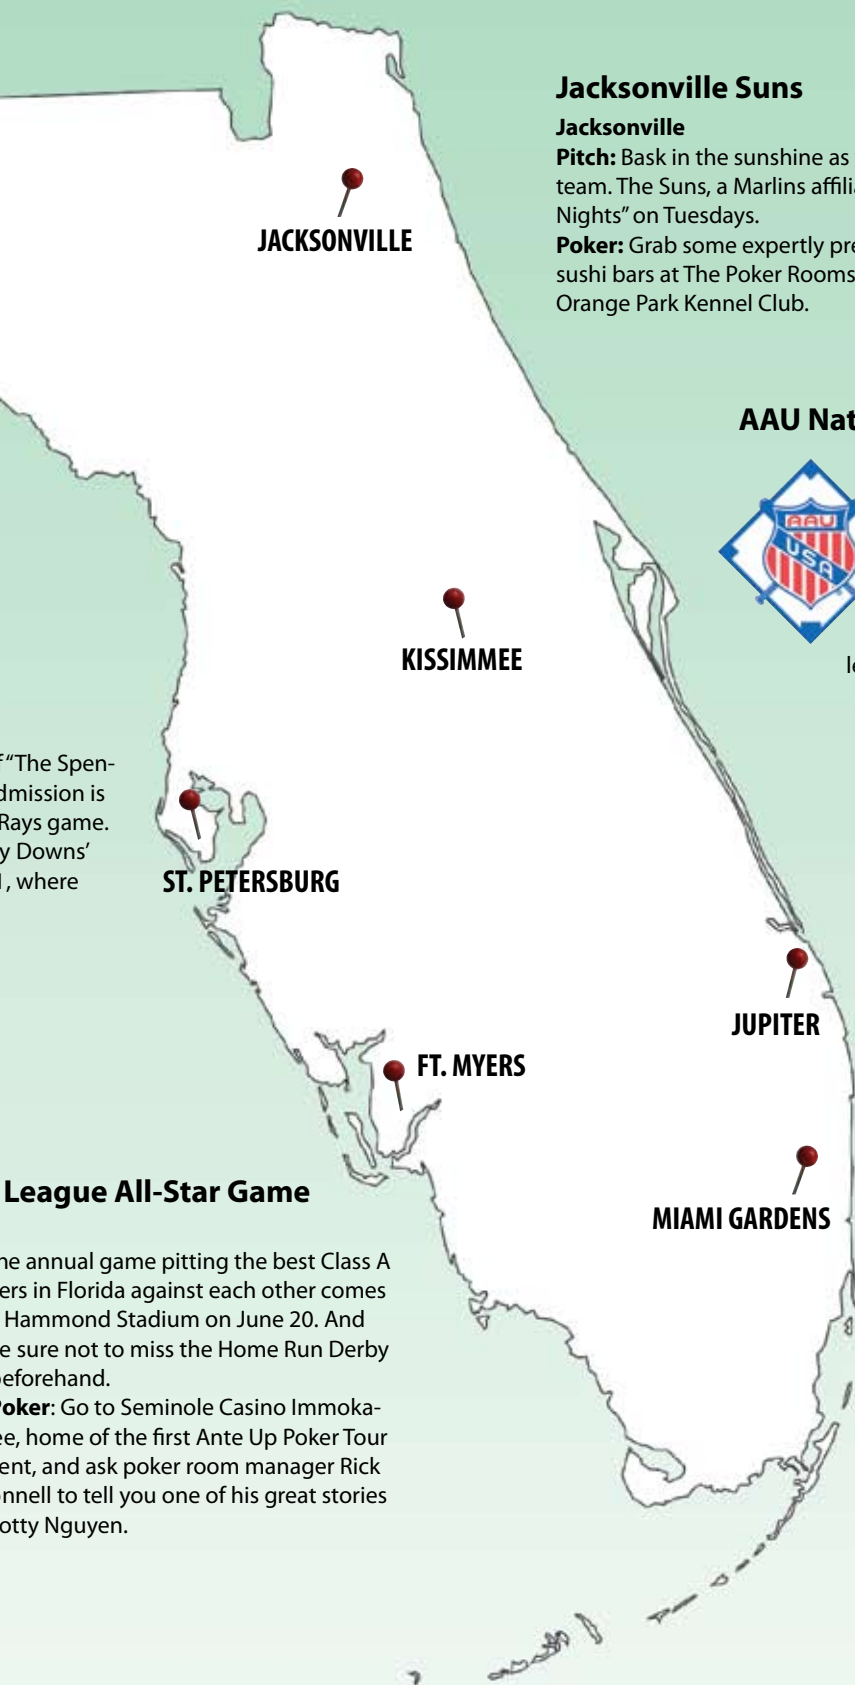 Jacksonville Suns
Jacksonville
Pitch: Bask in the sunshine as
team. The Suns, a Marlins affili
Nights” on Tuesdays.
Poker: Grab some expertly pre
sushi bars at The Poker Rooms
Orange Park Kennel Club.
JACKSONVILLE
AAU Nat
AAU
USA
KISSIMMEE
le
“The Spen-
dmission is
Rays game.
y Downs’
, where
ST. PETERSBURG
JUPITER
FT. MYERS
MIAMI GARDENS
League All-Star Game
he annual game pitting the best Class A
ers in Florida against each other comes
Hammond Stadium on June 20. And
e sure not to miss the Home Run Derby
beforehand.
Poker: Go to Seminole Casino Immoka-
ee, home of the first Ante Up Poker Tour
ent, and ask poker room manager Rick
nnell to tell you one of his great stories
otty Nguyen.